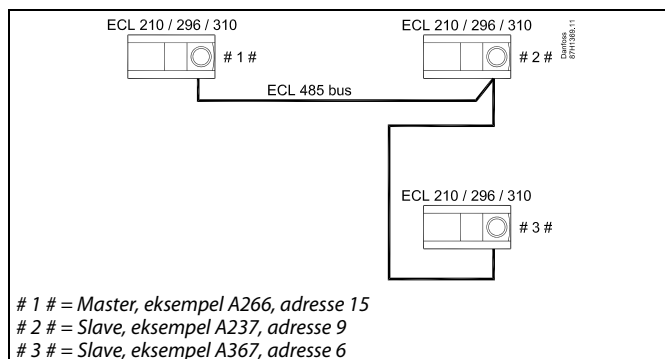 ECL 210 / 296 / 310
# 1 #
ECL 210 / 296 / 310
# 2 #
Danfoss
87H1369.11
ECL 485 bus
ECL 210 / 296 / 310
# 3 #
# 1 # = Master, eksempel A266, adresse 15
# 2 # = Slave, eksempel A237, adresse 9
# 3 # = Slave, eksempel A367, adresse 6